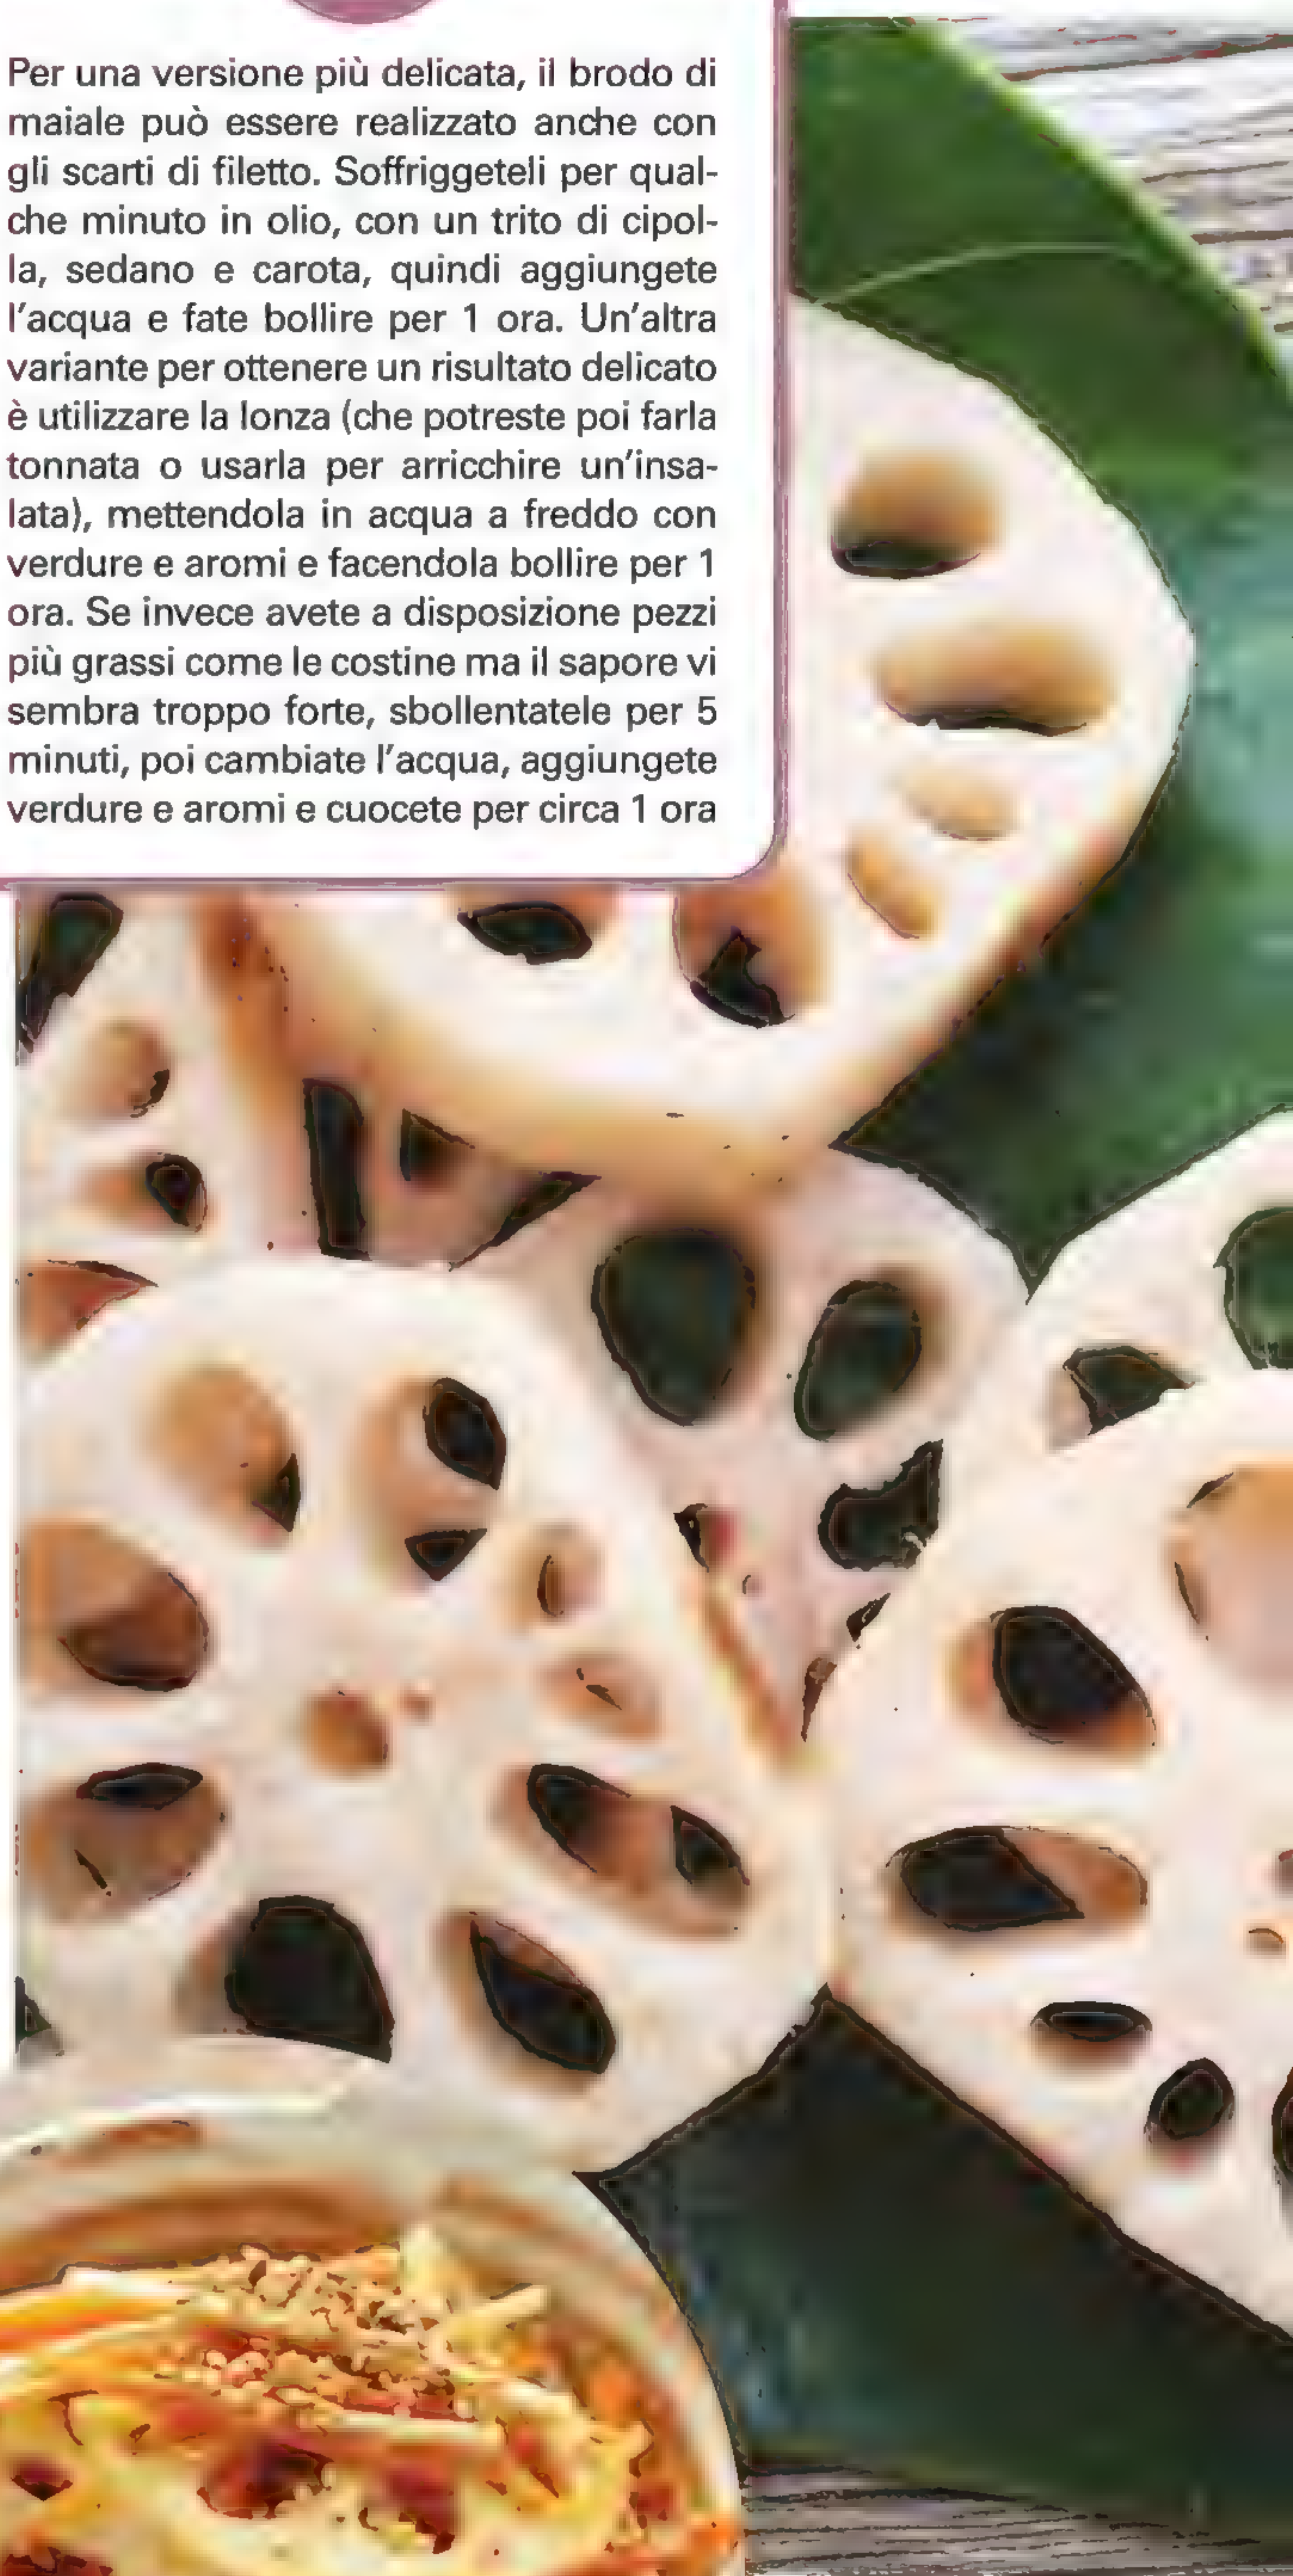 Per una versione più delicata, il brodo di
maiale può essere realizzato anche con
gli scarti di filetto. Soffriggeteli per qual-
che minuto in olio, con un trito di cipol-
la, sedano e carota, quindi aggiungete
l'acqua e fate bollire per 1 ora. Un'altra
variante per ottenere un risultato delicato
è utilizzare la lonza (che potreste poi farla
tonnata o usarla per arricchire un'insa-
lata), mettendola in acqua a freddo con
verdure e aromi e facendola bollire per 1
ora. Se invece avete a disposizione pezzi
più grassi come le costine ma il sapore vi
sembra troppo forte, sbollentatele per 5
minuti, poi cambiate l'acqua, aggiungete
verdure e aromi e cuocete per circa 1 ora